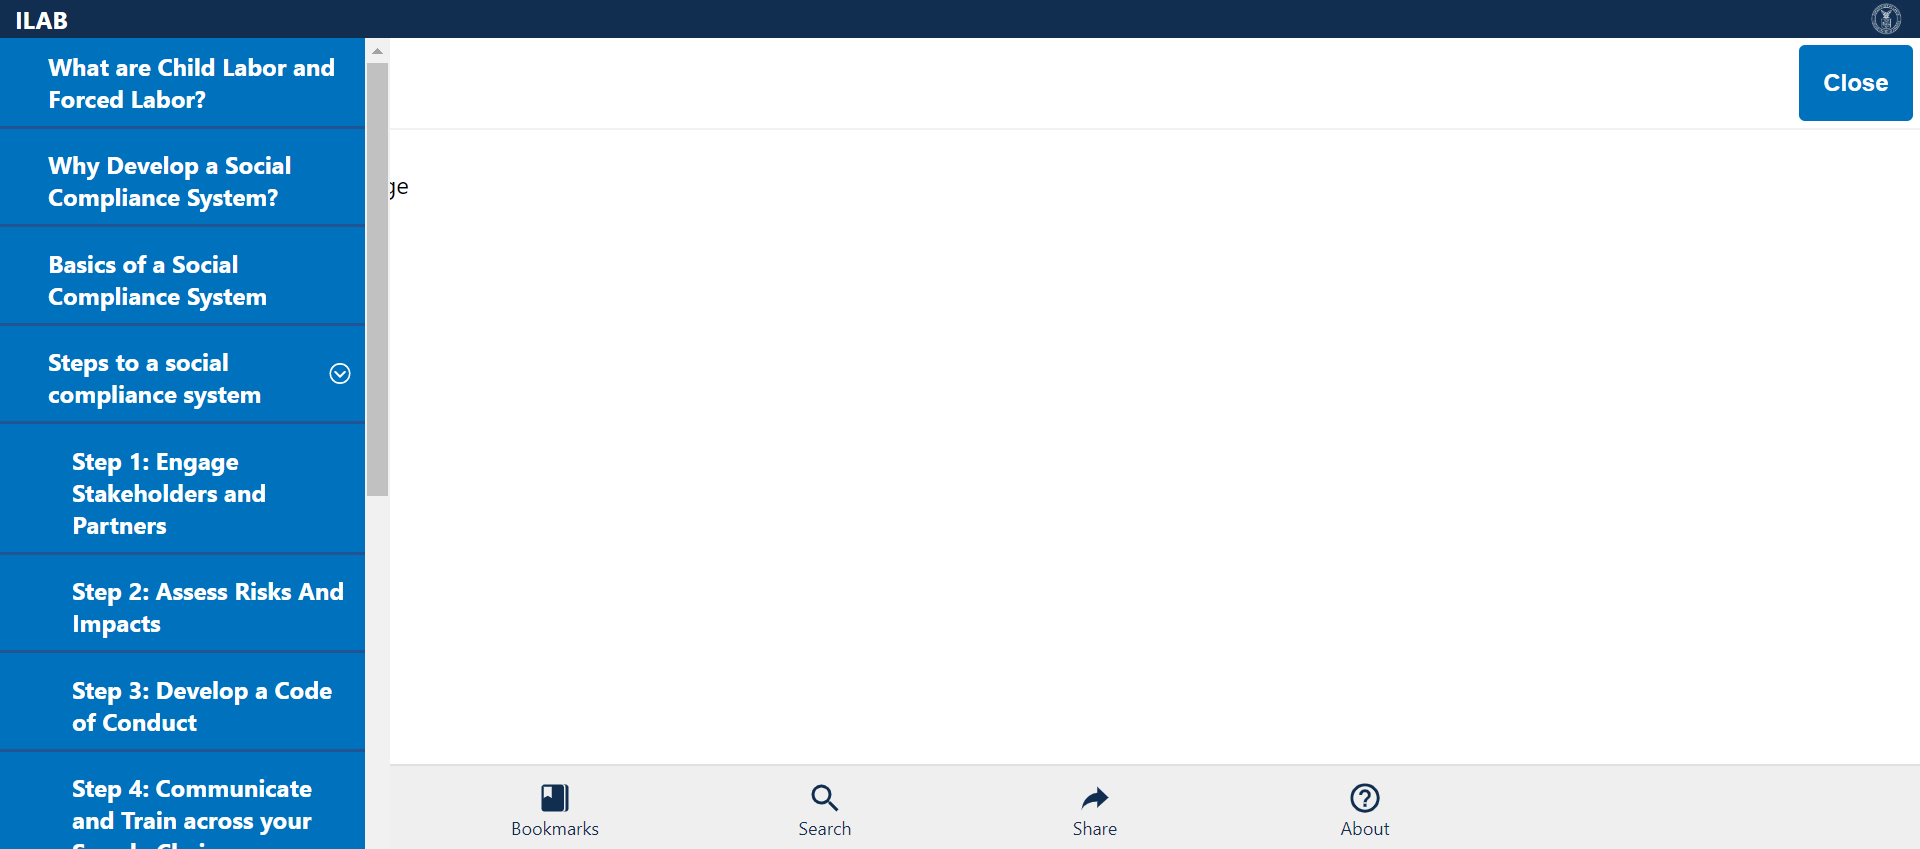 ILAB
What are Child Labor and
Forced Labor?
Why Develop a Social
Compliance System?
Basics of a Social
Compliance System
Steps to a social
compliance system
Step 1: Engage
Stakeholders and
Partners
Step 2: Assess Risks And
Impacts
Step 3: Develop a Code
of Conduct
Step 4: Communicate
and Train across your
Close
Bookmarks
Search
Share
About